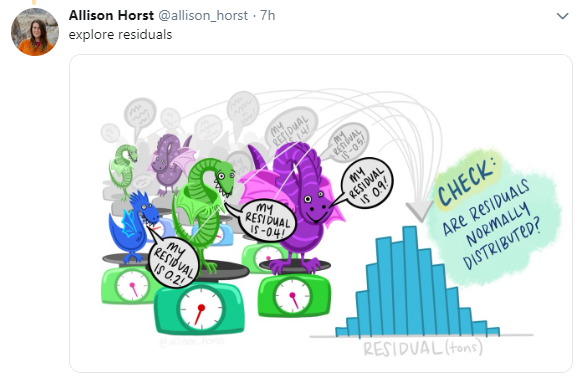 Allison Horst @allison_horst · 7h
explore residuals
MY
RESIDUAL
IS 0.2!
MY
RESIDUAL
IS -0.4!
MY
RESIDUAL
IS 0.9!
MY
RESIDUAL
1.4!
MY
RESIDUAL
IS -0.5!
CHECK:
ARE RESIDUALS
NORMALLY
DISTRIBUTED?
RESIDUAL (tons)
@allison_horst